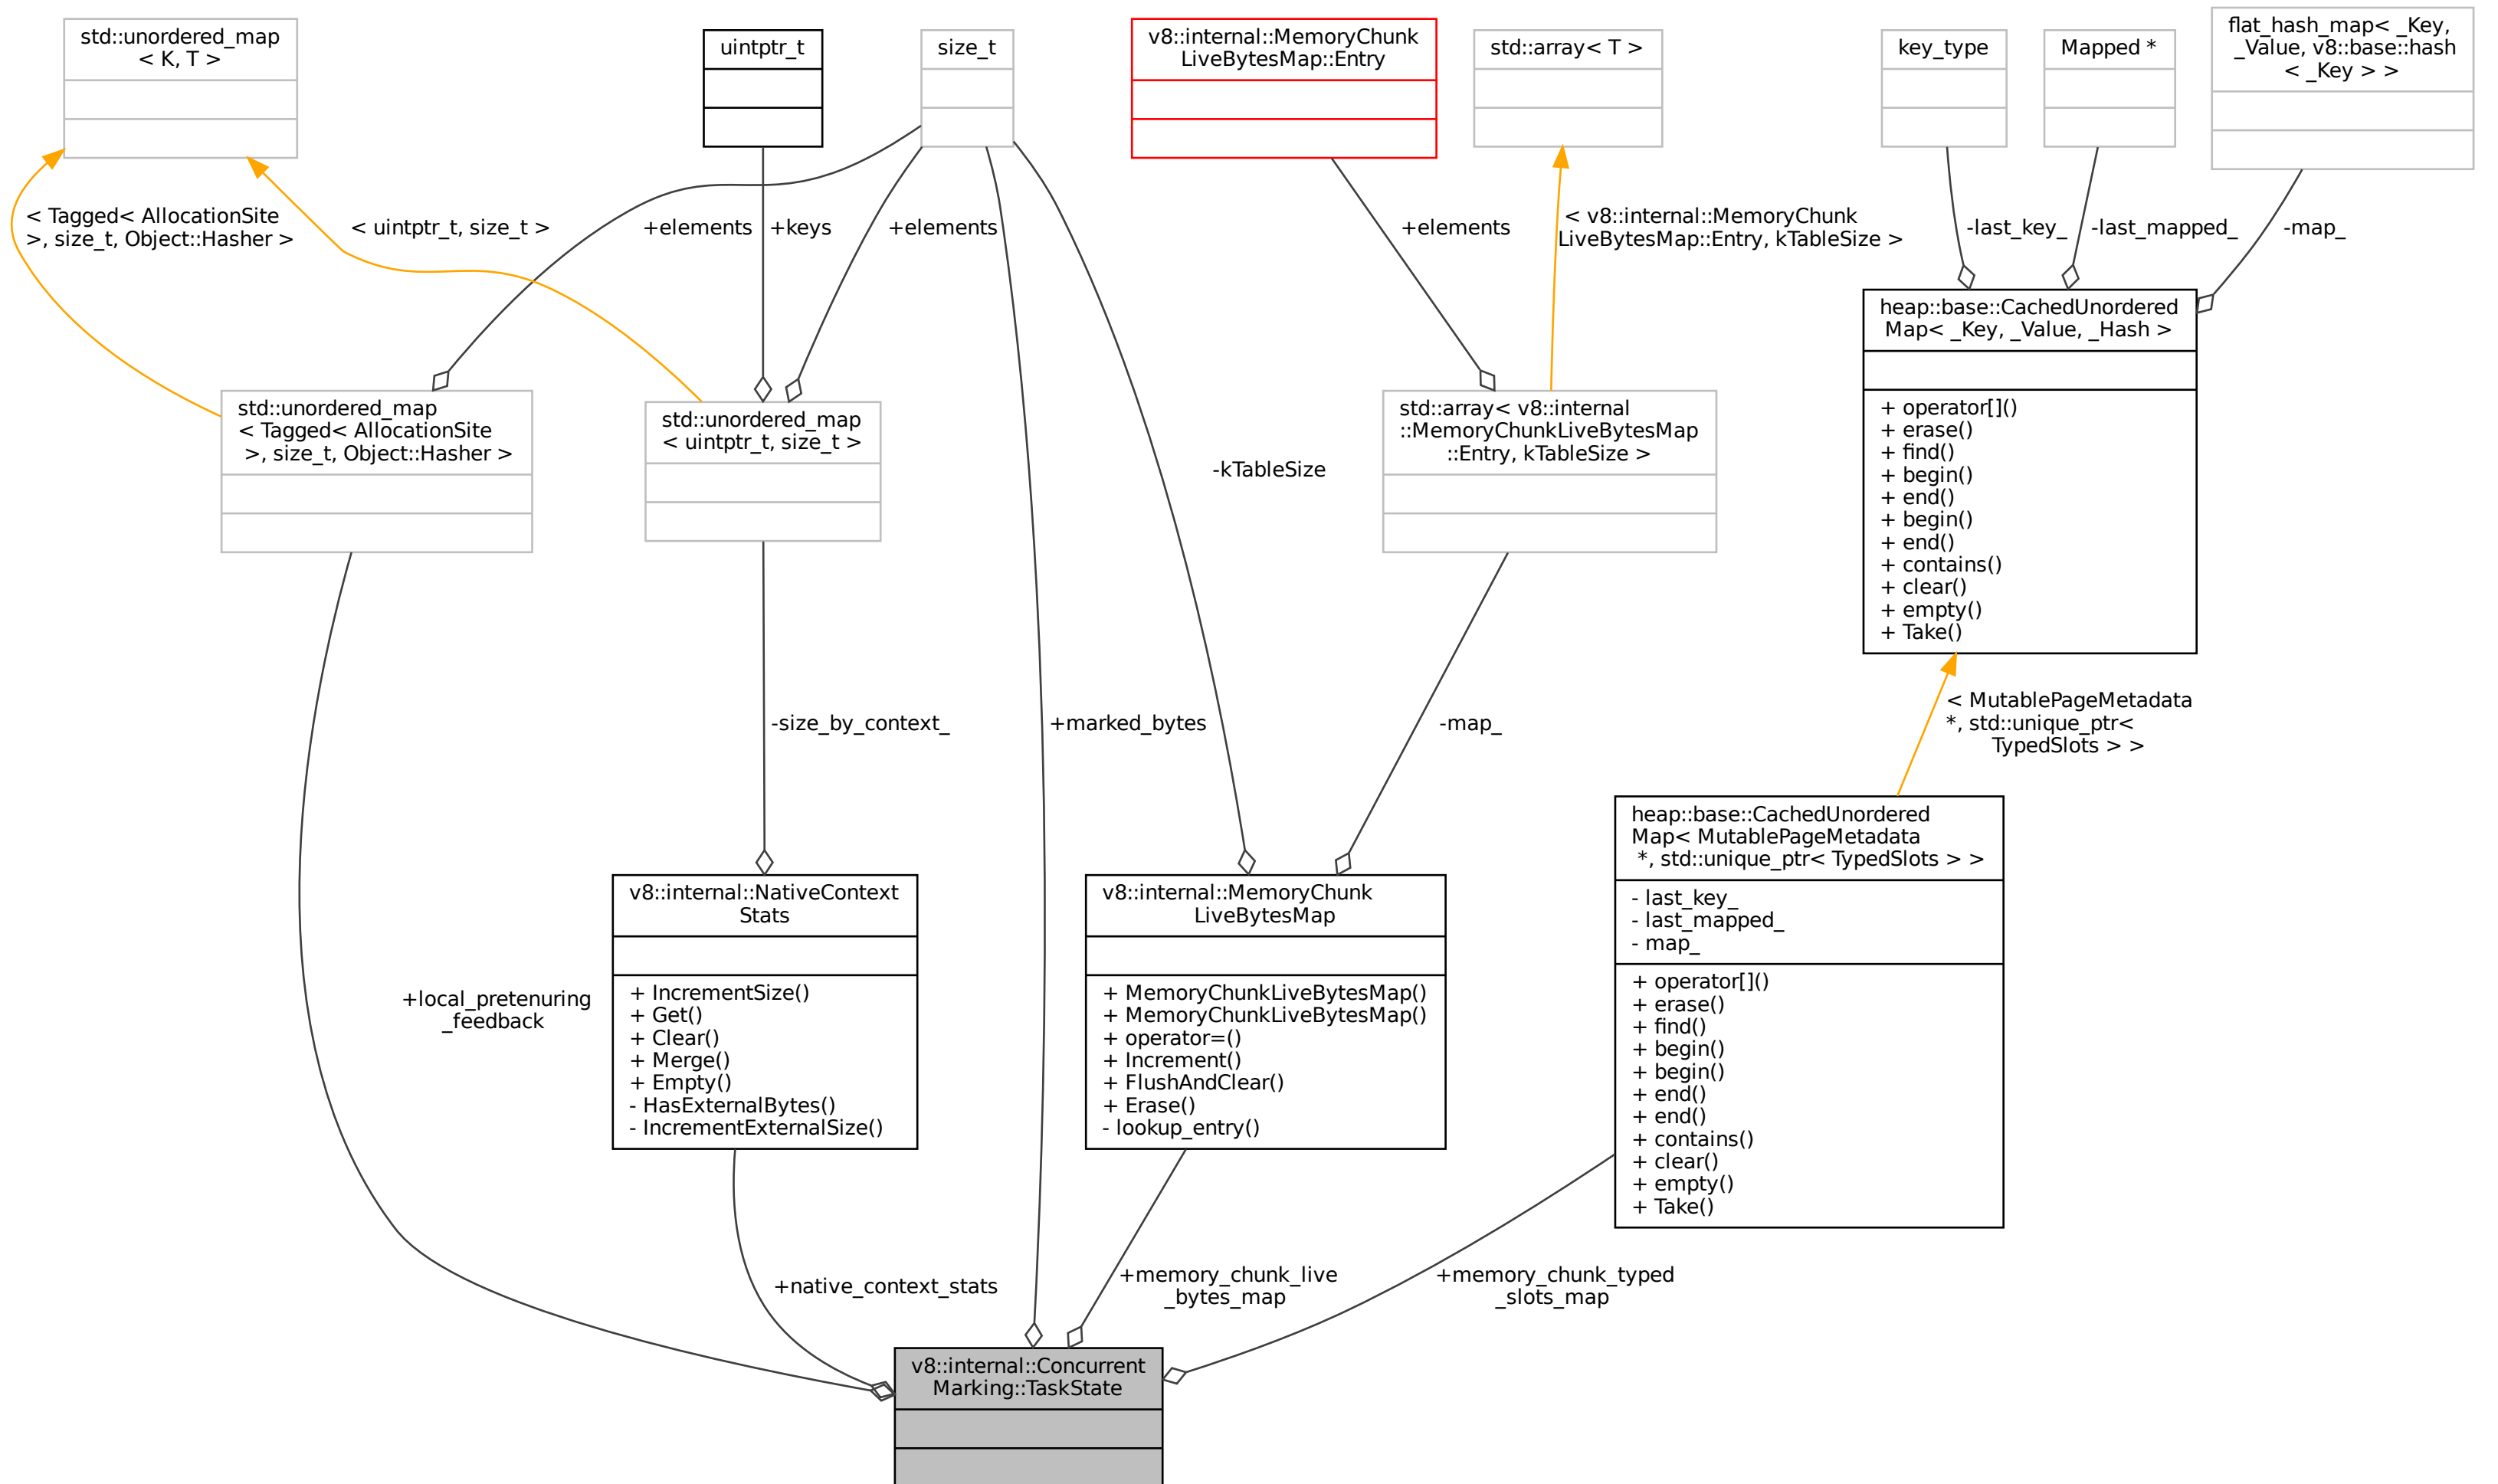 std::unordered_map
< K, T >
uintptr_t
size_t
v8::internal::MemoryChunk
LiveBytesMap::Entry
std::array< T >
key_type
Mapped *
flat_hash_map< _Key,
_Value, v8::base::hash
< _Key > >
< Tagged< AllocationSite
>, size_t, Object::Hasher >
< uintptr_t, size_t >
+elements
+keys
+elements
+elements
< v8::internal::MemoryChunk
LiveBytesMap::Entry, kTableSize >
-last_key_
-last_mapped_
-map_
std::unordered_map
< Tagged< AllocationSite
>, size_t, Object::Hasher >
std::unordered_map
< uintptr_t, size_t >
-kTableSize
std::array< v8::internal
::MemoryChunkLiveBytesMap
::Entry, kTableSize >
heap::base::CachedUnordered
Map< _Key, _Value, _Hash >
+ operator[]()
+ erase()
+ find()
+ begin()
+ end()
+ begin()
+ end()
+ contains()
+ clear()
+ empty()
+ Take()
-size_by_context_
+marked_bytes
-map_
< MutablePageMetadata
*, std::unique_ptr<
TypedSlots > >
+local_pretenuring
_feedback
v8::internal::NativeContext
Stats
+ IncrementSize()
+ Get()
+ Clear()
+ Merge()
+ Empty()
- HasExternalBytes()
- IncrementExternalSize()
v8::internal::MemoryChunk
LiveBytesMap
+ MemoryChunkLiveBytesMap()
+ MemoryChunkLiveBytesMap()
+ operator=()
+ Increment()
+ FlushAndClear()
+ Erase()
- lookup_entry()
heap::base::CachedUnordered
Map< MutablePageMetadata
*, std::unique_ptr< TypedSlots > >
- last_key_
- last_mapped_
- map_
+ operator[]()
+ erase()
+ find()
+ begin()
+ begin()
+ end()
+ end()
+ contains()
+ clear()
+ empty()
+ Take()
+native_context_stats
+memory_chunk_live
_bytes_map
+memory_chunk_typed
_slots_map
v8::internal::Concurrent
Marking::TaskState